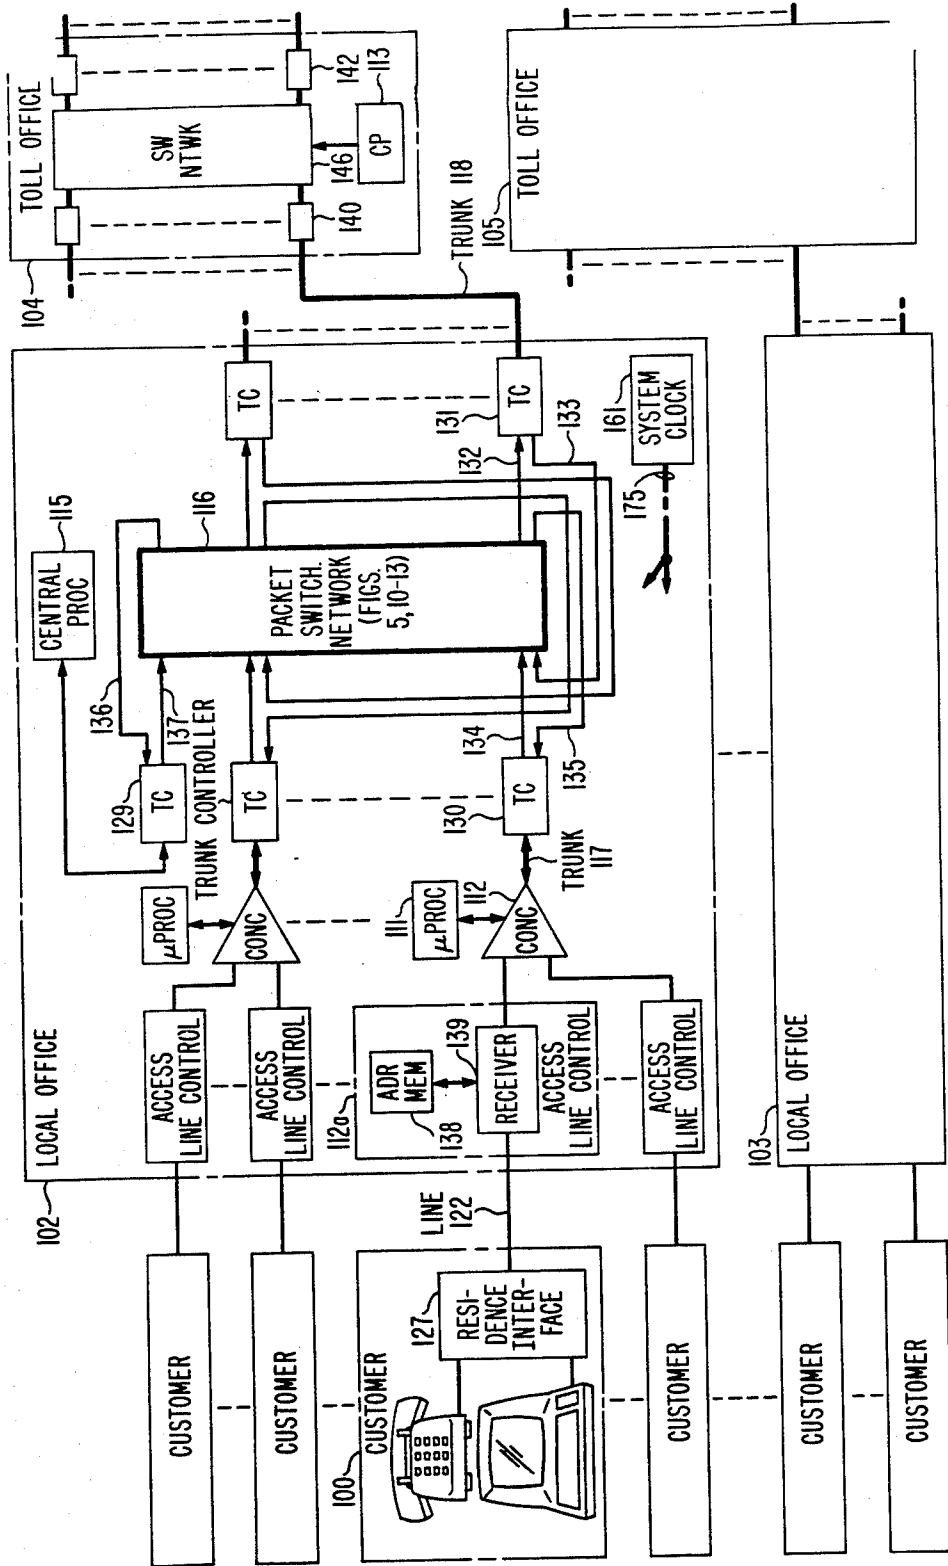 TOLL OFFICE
104
SW
NTWK
146
142
113
CP
140
TRUNK 118
105
TOLL OFFICE
LOCAL OFFICE
102
115
CENTRAL
PROC
136
116
137
129
TC
TRUNK CONTROLLER
TC
PACKET
SWITCH.
NETWORK
(FIGS.
5,10-13)
TC
131
TC
132
133
134
135
130
TC
TRUNK
117
161
SYSTEM
CLOCK
175
μPROC
CONC
111
μPROC
112
CONC
ACCESS
LINE CONTROL
ACCESS
LINE CONTROL
112a
ADR
MEM
138
139
RECEIVER
ACCESS
LINE CONTROL
ACCESS
LINE CONTROL
LINE
122
CUSTOMER
CUSTOMER
100
CUSTOMER
127
RESI-
DENCE
INTER-
FACE
CUSTOMER
103
LOCAL OFFICE
CUSTOMER
CUSTOMER